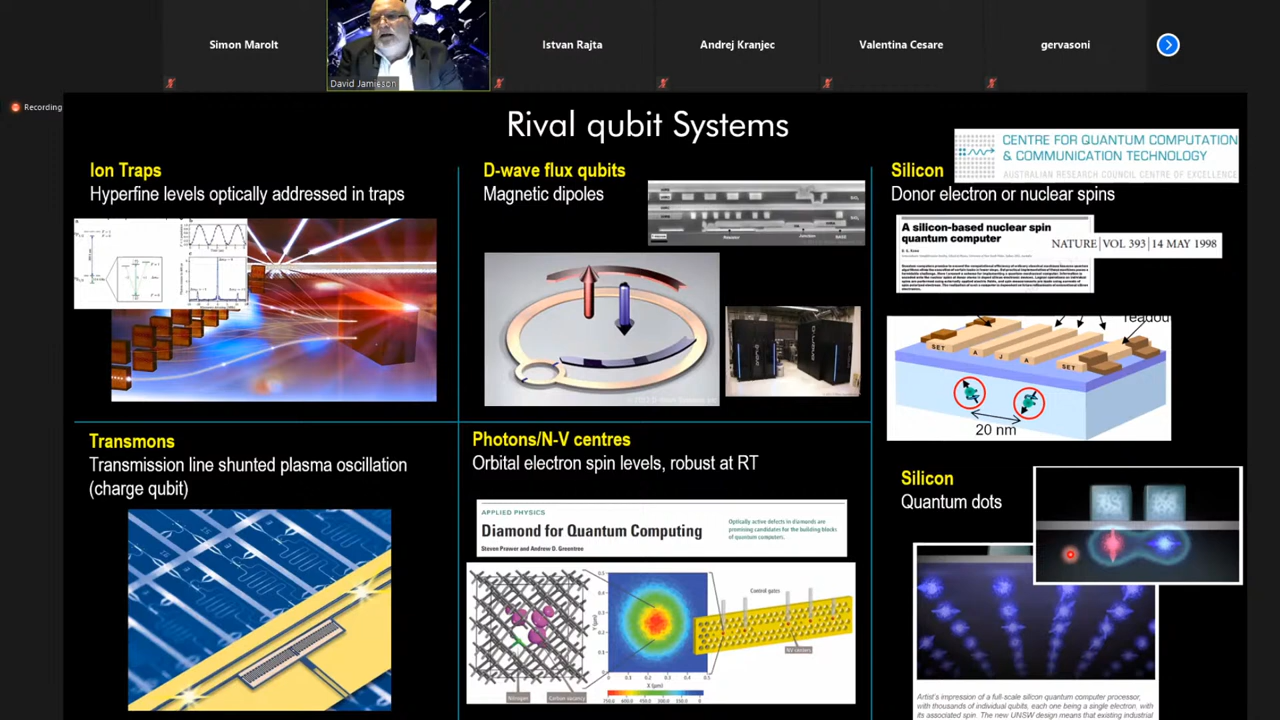 Simon Marolt
David Jamieson
Istvan Rajta
Andrej Kranjec
Valentina Cesare
gervasoni
Recording
Rival qubit Systems
CENTRE FOR QUANTUM COMPUTATION
& COMMUNICATION TECHNOLOGY
AUSTRALIAN RESEARCH COUNCIL CENTRE OF EXCELLENCE
Ion Traps
Hyperfine levels optically addressed in traps
D-wave flux qubits
Magnetic dipoles
Silicon
Donor electron or nuclear spins
A silicon-based nuclear spin
quantum computer
NATURE VOL 393 14 MAY 1998
B. E. Kane
readou
SET
A
J
A
SET
20 nm
Transmons
Transmission line shunted plasma oscillation
(charge qubit)
Photons/N-V centres
Orbital electron spin levels, robust at RT
APPLIED PHYSICS
Diamond for Quantum Computing
Steven Prawer and Andrew D. Greentree
Optically active defects in diamonds are
promising candidates for the building blocks
of quantum computers.
Control gates
NV centers
Nitrogen
Carbon vacancy
Y (µm)
X (µm)
Silicon
Quantum dots
Artist's impression of a full-scale silicon quantum computer processor,
with thousands of individual qubits, each one being a single electron, with
its associated spin. The new UNSW design means that existing industrial